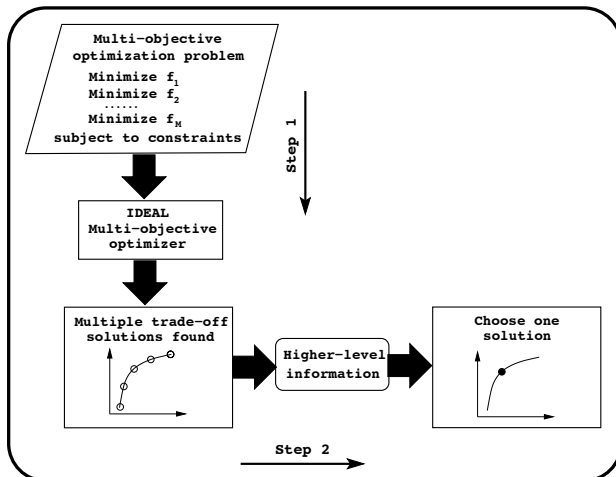 Multi-objective
optimization problem
Minimize f1
Minimize f2
......
Minimize fM
subject to constraints
Step 1
IDEAL
Multi-objective
optimizer
Multiple trade-off
solutions found
Higher-level
information
Choose one
solution
Step 2